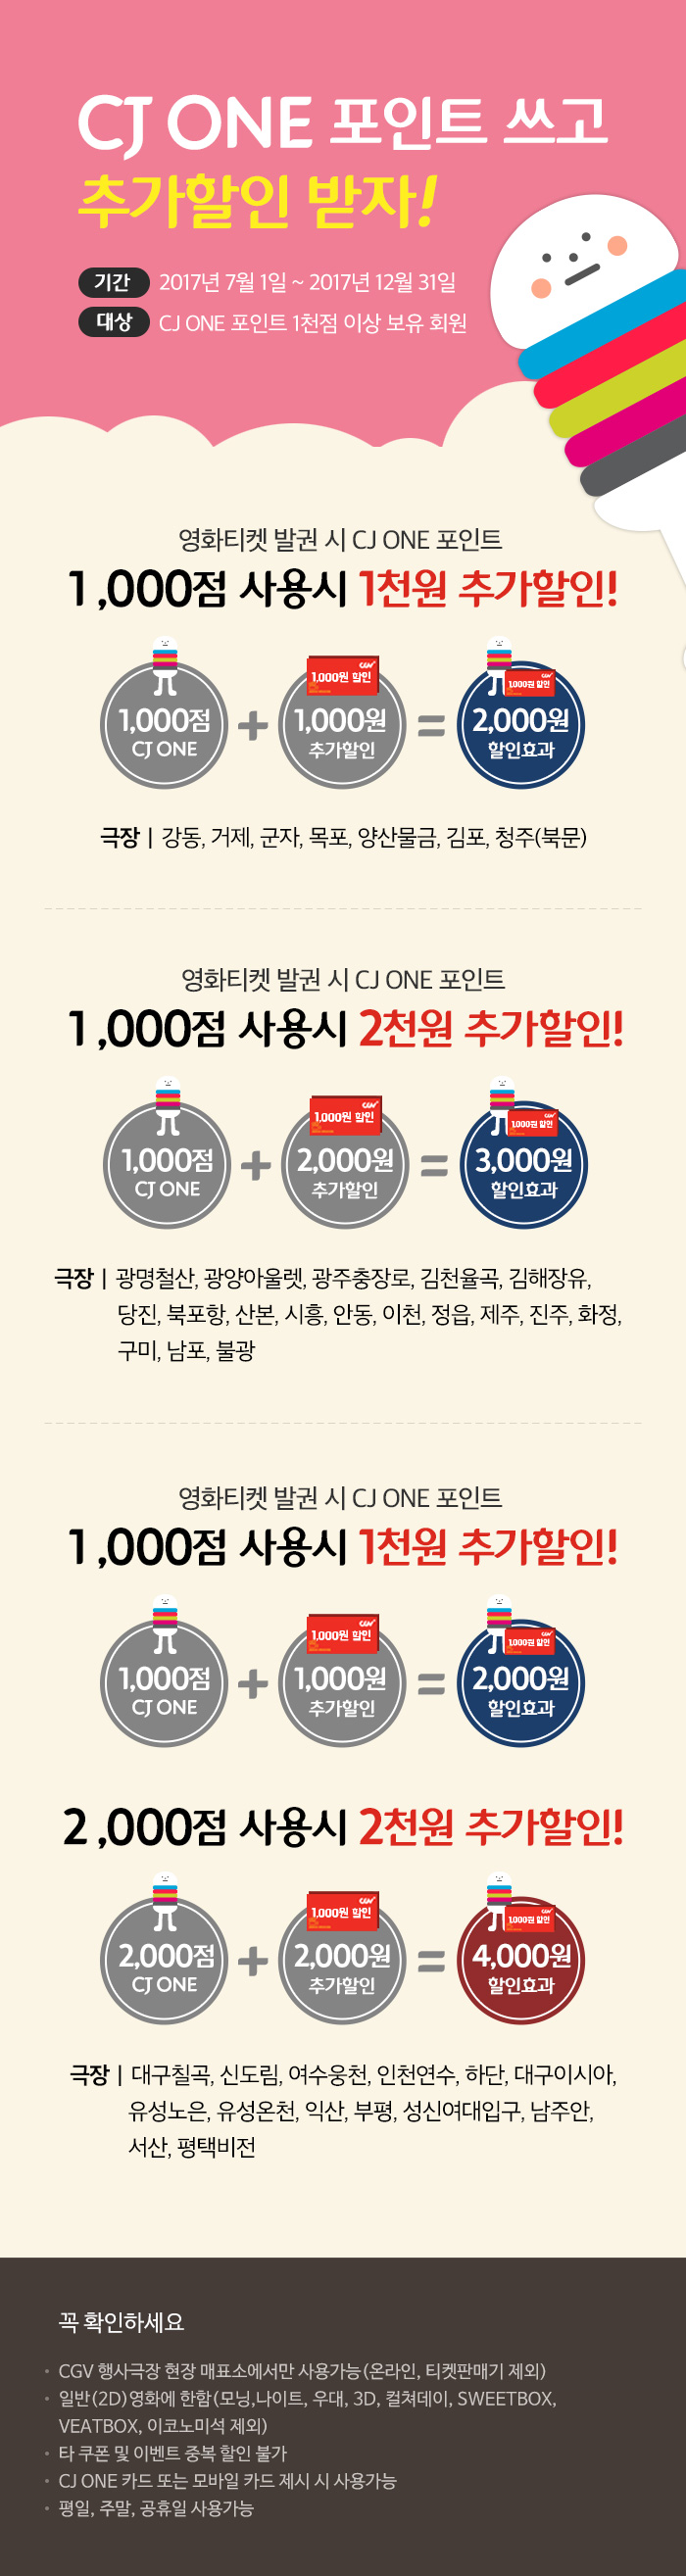 CJ ONE 포인트 쓰고
추가할인 받자!
기간 2017년 7월 1일 ~ 2017년 12월 31일
대상 CJ ONE 포인트 1천점 이상 보유 회원
영화티켓 발권 시 CJ ONE 포인트
1,000점 사용시 1천원 추가할인!
CGV
1,000원 할인
1,000원 할인
1,000점 + 1,000원 = 2,000원
CJ ONE 추가할인 할인효과
극장 | 강동, 거제, 군자, 목포, 양산물금, 김포, 청주(북문)
영화티켓 발권 시 CJ ONE 포인트
1,000점 사용시 2천원 추가할인!
CGV
1,000원 할인
1,000원 할인
1,000점 + 2,000원 = 3,000원
CJ ONE 추가할인 할인효과
극장 | 광명철산, 광양아울렛, 광주충장로, 김천율곡, 김해장유,
당진, 북포항, 산본, 시흥, 안동, 이천, 정읍, 제주, 진주, 화정,
구미, 남포, 불광
영화티켓 발권 시 CJ ONE 포인트
1,000점 사용시 1천원 추가할인!
CGV
1,000원 할인
1,000원 할인
1,000점 + 1,000원 = 2,000원
CJ ONE 추가할인 할인효과
2,000점 사용시 2천원 추가할인!
CGV
1,000원 할인
1,000원 할인
2,000점 + 2,000원 = 4,000원
CJ ONE 추가할인 할인효과
극장 | 대구칠곡, 신도림, 여수웅천, 인천연수, 하단, 대구이시아,
유성노은, 유성온천, 익산, 부평, 성신여대입구, 남주안,
서산, 평택비전
꼭 확인하세요
• CGV 행사극장 현장 매표소에서만 사용가능(온라인, 티켓판매기 제외)
• 일반(2D)영화에 한함(모닝,나이트, 우대, 3D, 컬쳐데이, SWEETBOX,
VEATBOX, 이코노미석 제외)
• 타 쿠폰 및 이벤트 중복 할인 불가
• CJ ONE 카드 또는 모바일 카드 제시 시 사용가능
• 평일, 주말, 공휴일 사용가능